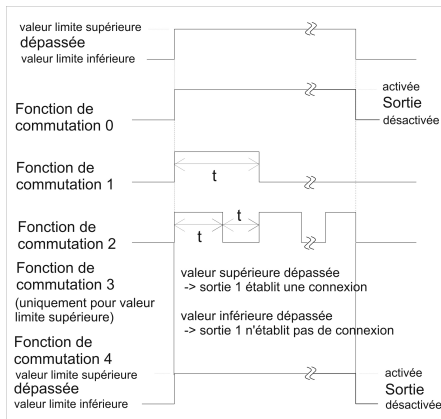 valeur limite supérieure
dépassée
valeur limite inférieure
activée
Sortie
désactivée
Fonction de
commutation 0
Fonction de
commutation 1
t
Fonction de
commutation 2
t
t
Fonction de
commutation 3
(uniquement pour valeur
limite supérieure)
valeur supérieure dépassée
-> sortie 1 établit une connexion
valeur inférieure dépassée
-> sortie 1 n'établit pas de connexion
Fonction de
commutation 4
valeur limite supérieure
dépassée
valeur limite inférieure
activée
Sortie
désactivée